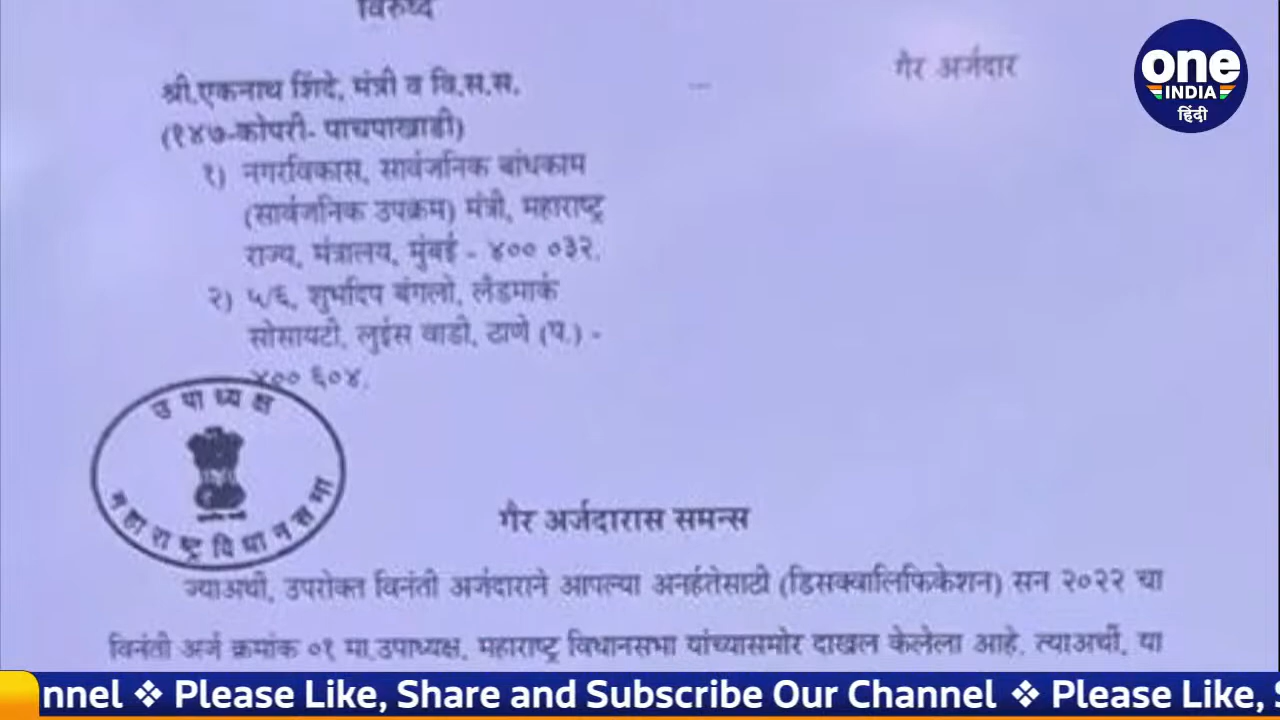 विरुध्द
गैर अर्जदार
श्री.एकनाथ शिंदे, मंत्री व वि.स.स.
(१४७-कोपरी- पाचपाखाडी)
१) नगरविकास, सार्वजनिक बांधकाम
(सार्वजनिक उपक्रम) मंत्री, महाराष्ट्र
राज्य, मंत्रालय, मुंबई - ४०० ०३२.
२) ५/६, शुभदिप बंगलो, लँडमार्क
सोसायटी, लुईस वाडी, ठाणे (प.) -
४०० ६०४.
उपाध्यक्ष
महाराष्ट्र विधानसभा
गैर अर्जदारास समन्स
ज्याअर्थी, उपरोक्त विनंती अर्जदाराने आपल्या अनर्हतेसाठी (डिसक्वालिफिकेशन) सन २०२२ चा
विनंती अर्ज क्रमांक ०१ मा.उपाध्यक्ष, महाराष्ट्र विधानसभा यांच्यासमोर दाखल केलेला आहे. त्याअर्थी, या
one
INDIA
हिंदी
nnel ❖ Please Like, Share and Subscribe Our Channel ❖ Please Like, S